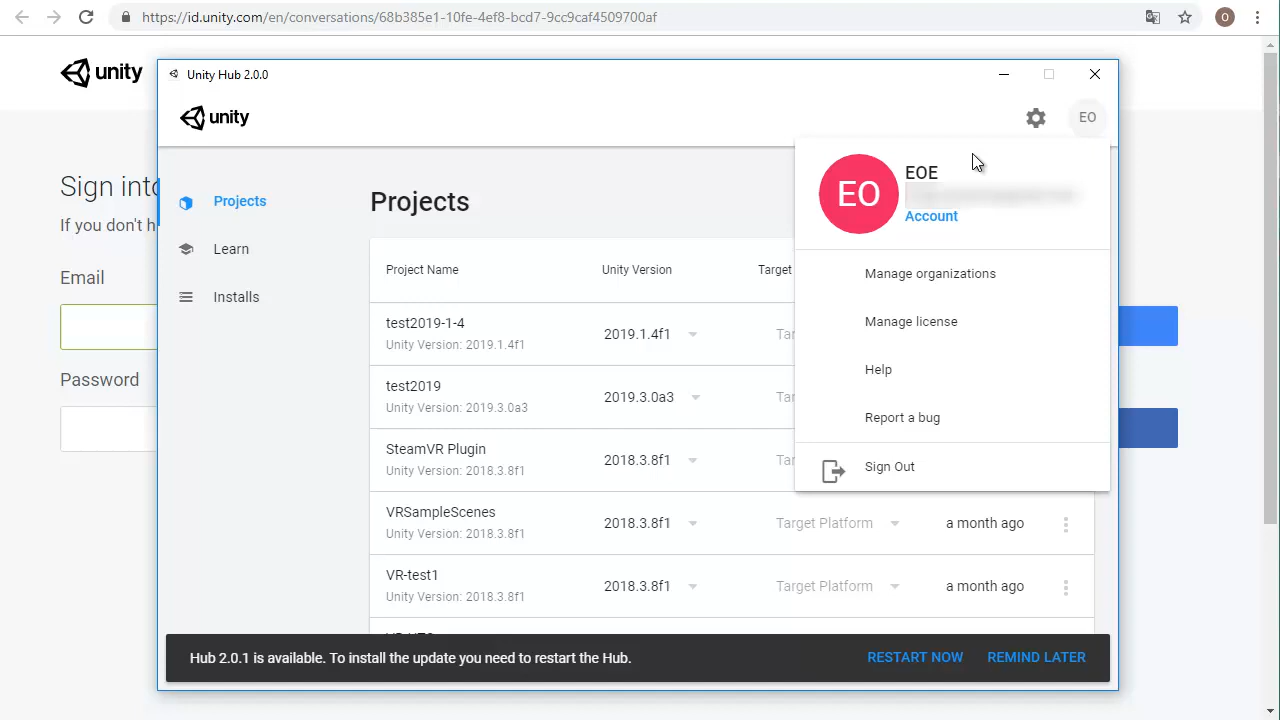 https://id.unity.com/en/conversations/68b385e1-10fe-4ef8-bcd7-9cc9caf4509700af
O
unity
Unity Hub 2.0.0
unity
EO
Sign into
If you don't h
Email
Password
Projects
Learn
Installs
Projects
EO
EOE
Account
Manage organizations
Manage license
Help
Report a bug
Sign Out
Project Name Unity Version Target
test2019-1-4 2019.1.4f1 Tar
Unity Version: 2019.1.4f1
test2019 2019.3.0a3 Tar
Unity Version: 2019.3.0a3
SteamVR Plugin 2018.3.8f1 Tar
Unity Version: 2018.3.8f1
VRSampleScenes 2018.3.8f1 Target Platform a month ago
Unity Version: 2018.3.8f1
VR-test1 2018.3.8f1 Target Platform a month ago
Unity Version: 2018.3.8f1
Hub 2.0.1 is available. To install the update you need to restart the Hub. RESTART NOW REMIND LATER